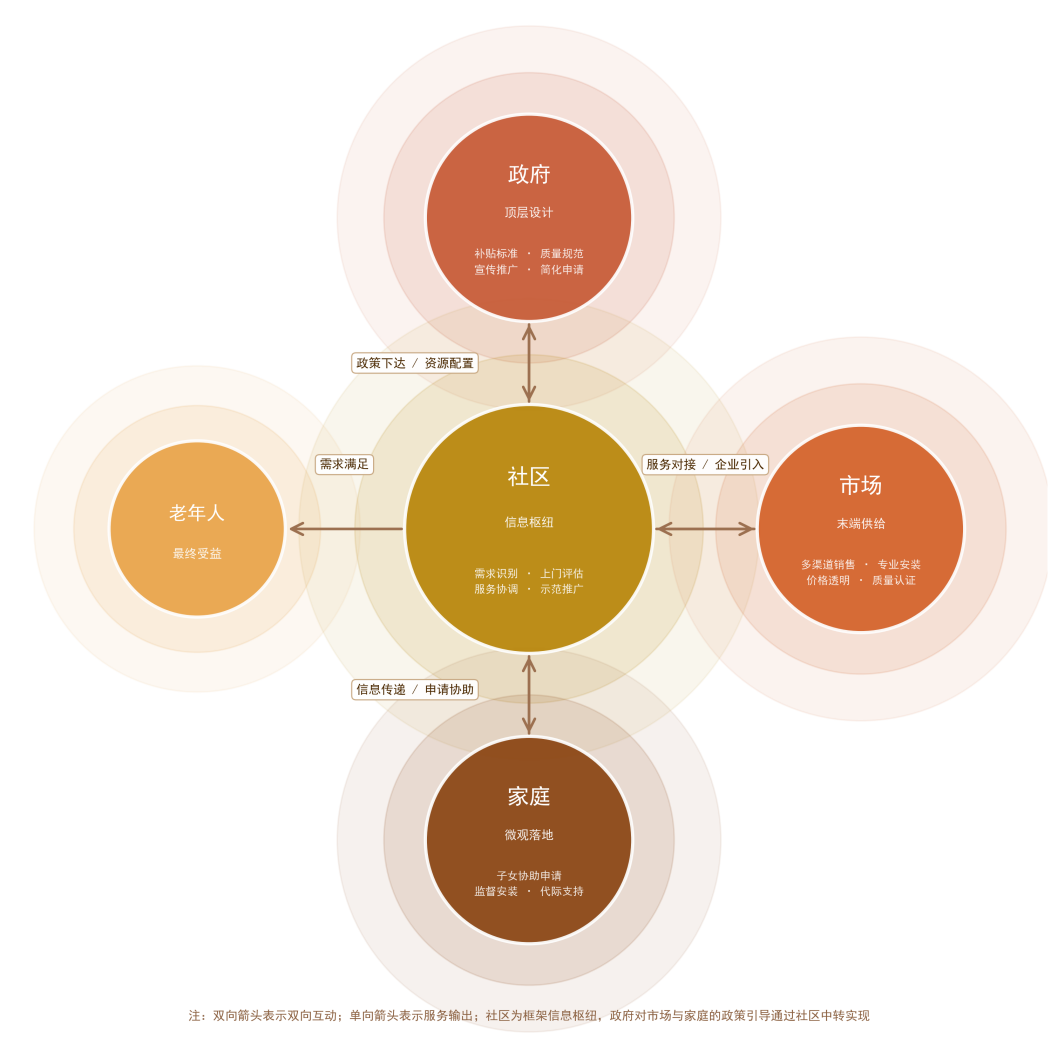 政府
顶层设计
补贴标准 · 质量规范
宣传推广 · 简化申请
政策下达 / 资源配置
需求满足
社区
信息枢纽
需求识别 · 上门评估
服务协调 · 示范推广
服务对接 / 企业引入
市场
末端供给
多渠道销售 · 专业安装
价格透明 · 质量认证
老年人
最终受益
信息传递 / 申请协助
家庭
微观落地
子女协助申请
监督安装 · 代际支持
注：双向箭头表示双向互动；单向箭头表示服务输出；社区为框架信息枢纽，政府对市场与家庭的政策引导通过社区中转实现